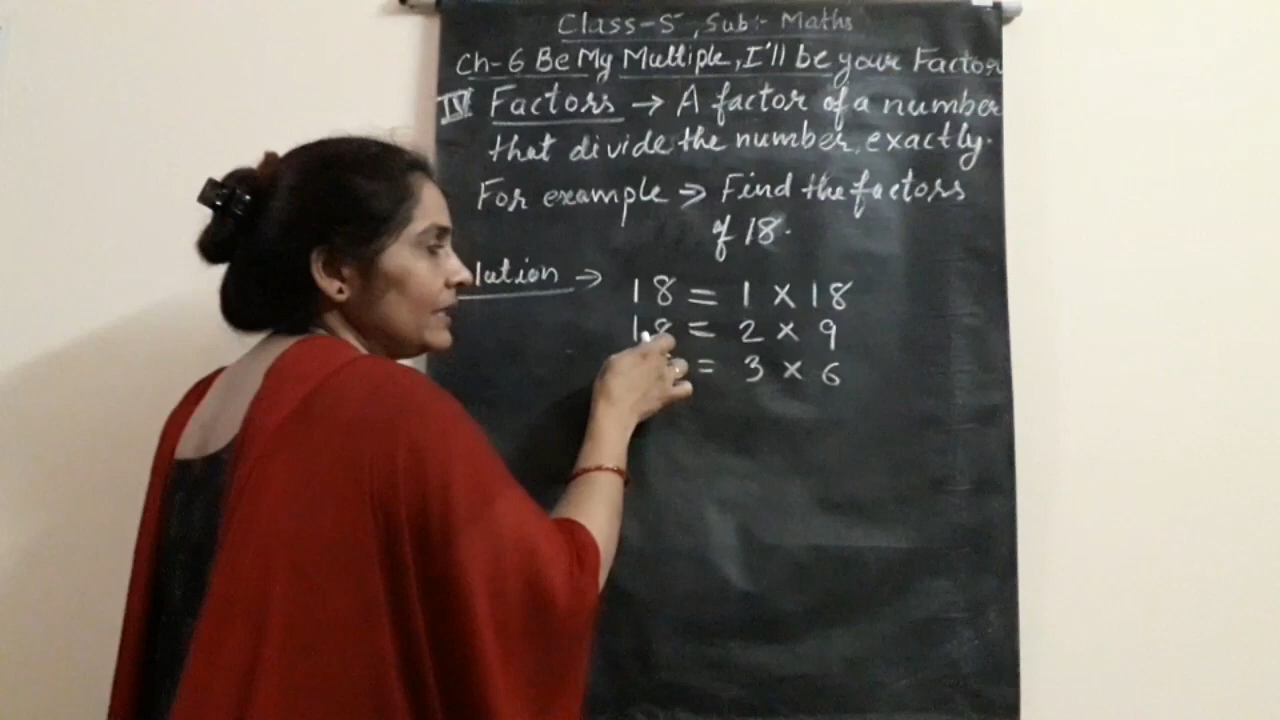 Class-5, Sub:- Maths
Ch-6 Be My Multiple, I'll be your Factor
IV Factors → A factor of a number
that divide the number, exactly.
For example → Find the factors
of 18.
lution →
18 = 1 × 18
18 = 2 × 9
= 3 × 6